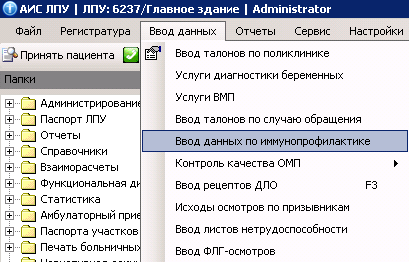 АИС ЛПУ | ЛПУ: 6237/Главное здание | Administrator
Файл Регистратура Ввод данных Отчеты Сервис Настройки
Принять пациента
Папки
Администрирование
Паспорт ЛПУ
Отчеты
Справочники
Взаиморасчеты
Функциональная ди
Статистика
Амбулаторный прие
Паспорта участков
Печать больничных
Ввод талонов по поликлинике
Услуги диагностики беременных
Услуги ВМП
Ввод талонов по случаю обращения
Ввод данных по иммунопрофилактике
Контроль качества ОМП
Ввод рецептов ДЛО F3
Исходы осмотров по призывникам
Ввод листов нетрудоспособности
Ввод ФЛГ-осмотров